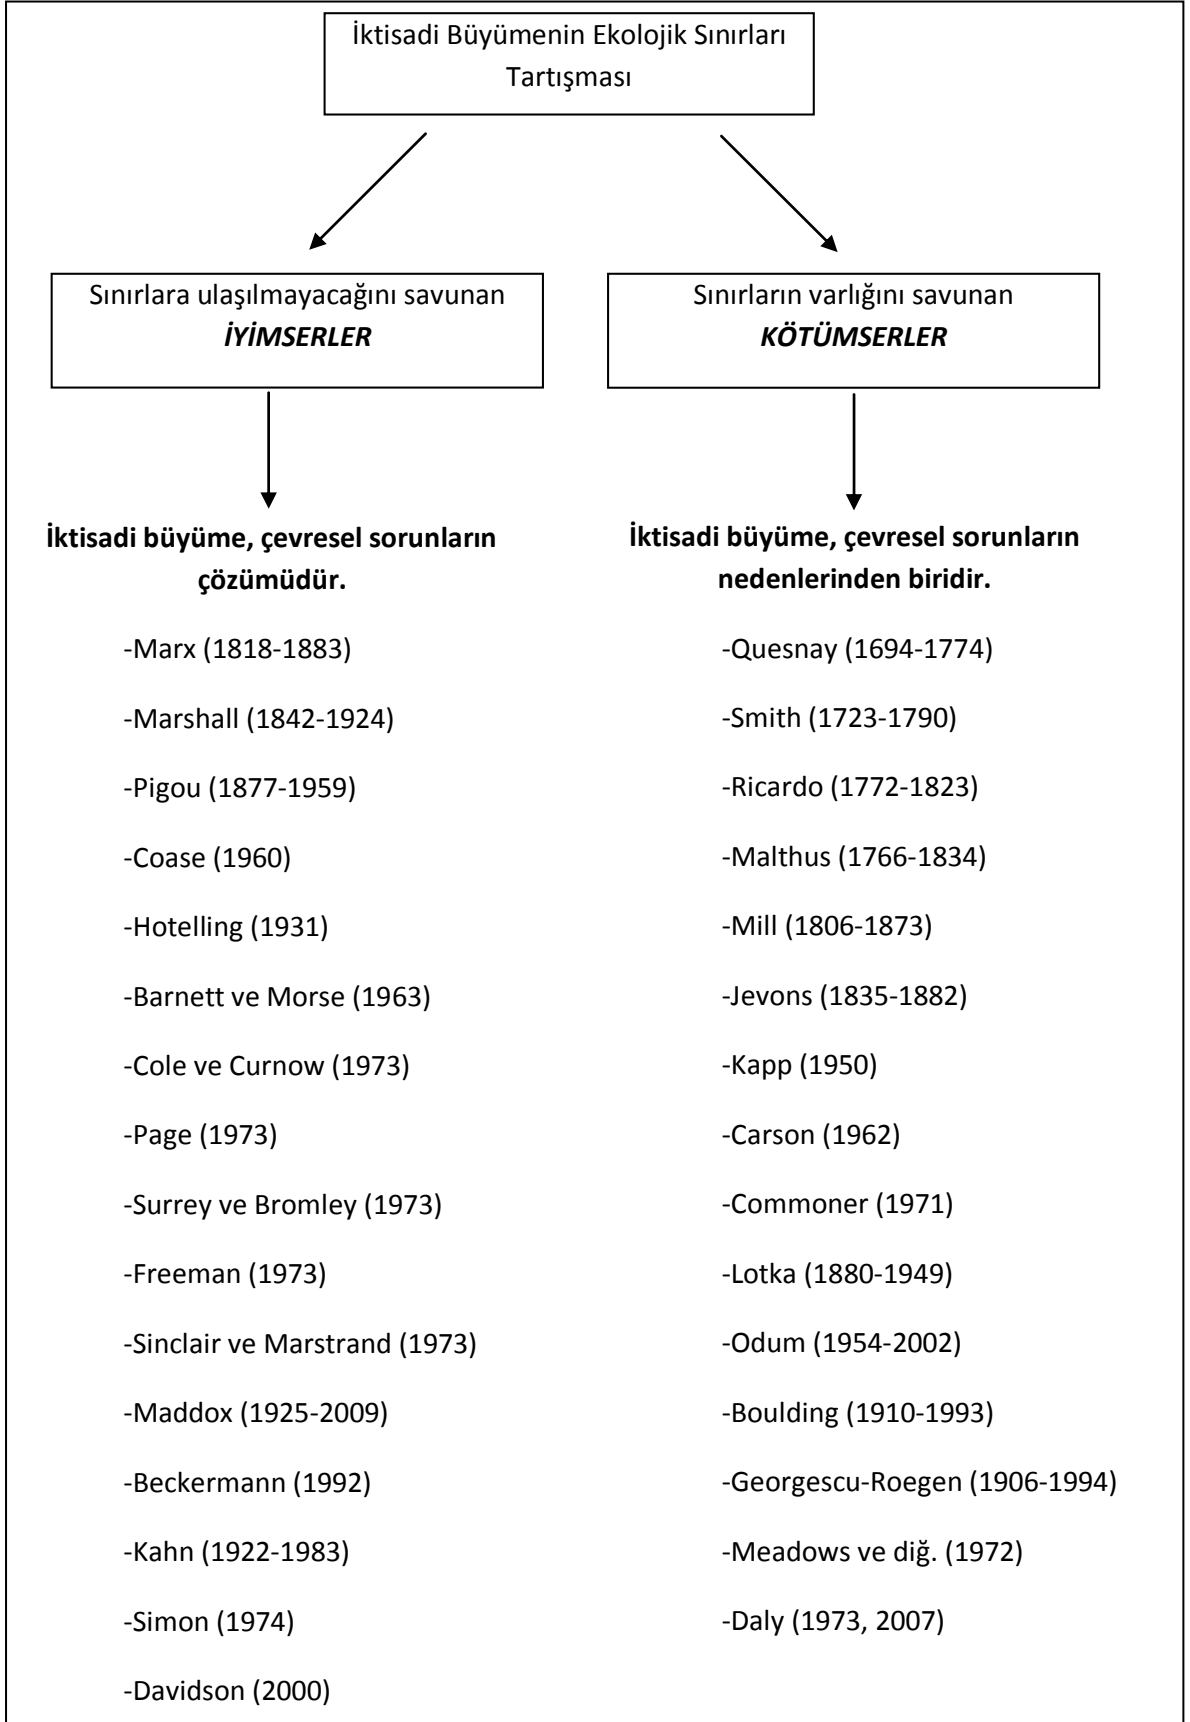 İktisadi Büyümenin Ekolojik Sınırları
Tartışması
Sınırlara ulaşılmayacağını savunan
İYİMSERLER
Sınırların varlığını savunan
KÖTÜMSERLER
İktisadi büyüme, çevresel sorunların
çözümüdür.
-Marx (1818-1883)
-Marshall (1842-1924)
-Pigou (1877-1959)
-Coase (1960)
-Hotelling (1931)
-Barnett ve Morse (1963)
-Cole ve Curnow (1973)
-Page (1973)
-Surrey ve Bromley (1973)
-Freeman (1973)
-Sinclair ve Marstrand (1973)
-Maddox (1925-2009)
-Beckermann (1992)
-Kahn (1922-1983)
-Simon (1974)
-Davidson (2000)
İktisadi büyüme, çevresel sorunların
nedenlerinden biridir.
-Quesnay (1694-1774)
-Smith (1723-1790)
-Ricardo (1772-1823)
-Malthus (1766-1834)
-Mill (1806-1873)
-Jevons (1835-1882)
-Kapp (1950)
-Carson (1962)
-Commoner (1971)
-Lotka (1880-1949)
-Odum (1954-2002)
-Boulding (1910-1993)
-Georgescu-Roegen (1906-1994)
-Meadows ve diğ. (1972)
-Daly (1973, 2007)